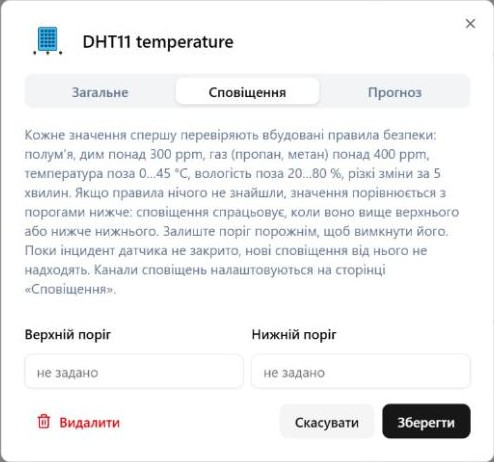 DHT11 temperature
Загальне
Сповіщення
Прогноз
Кожне значення спершу перевіряють вбудовані правила безпеки:
полум'я, дим понад 300 ppm, газ (пропан, метан) понад 400 ppm,
температура поза 0…45 °C, вологість поза 20…80 %, різкі зміни за 5
хвилин. Якщо правила нічого не знайшли, значення порівнюється з
порогами нижче: сповіщення спрацьовує, коли воно вище верхнього
або нижче нижнього. Залиште поріг порожнім, щоб вимкнути його.
Поки інцидент датчика не закрито, нові сповіщення від нього не
надходять. Канали сповіщень налаштовуються на сторінці
«Сповіщення».
Верхній поріг
Нижній поріг
не задано
не задано
Видалити
Скасувати
Зберегти